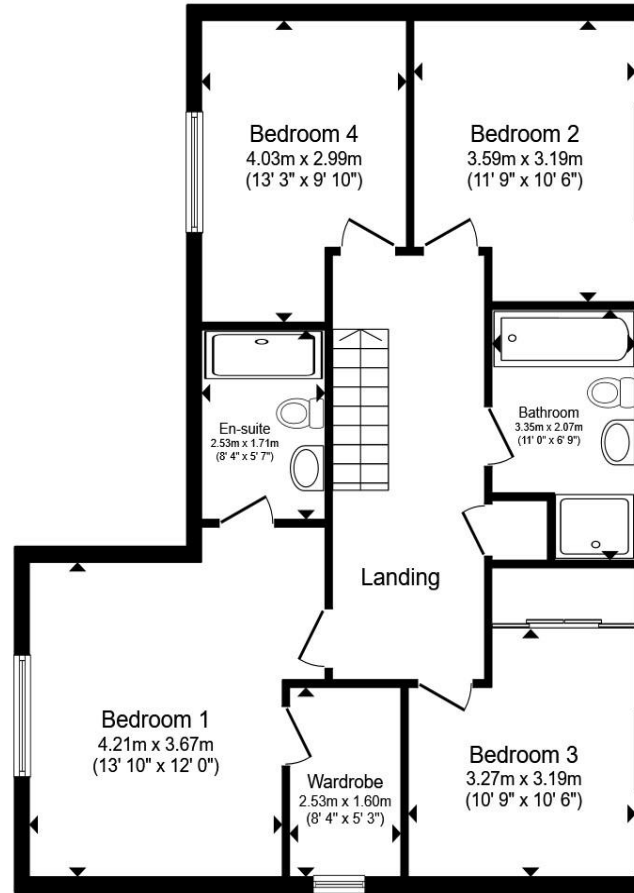 Bedroom 4
4.03m x 2.99m
(13' 3" x 9' 10")
Bedroom 2
3.59m x 3.19m
(11' 9" x 10' 6")
En-suite
2.53m x 1.71m
(8' 4" x 5' 7")
Bathroom
3.35m x 2.07m
(11' 0" x 6' 9")
Landing
Bedroom 1
4.21m x 3.67m
(13' 10" x 12' 0")
Wardrobe
2.53m x 1.60m
(8' 4" x 5' 3")
Bedroom 3
3.27m x 3.19m
(10' 9" x 10' 6")